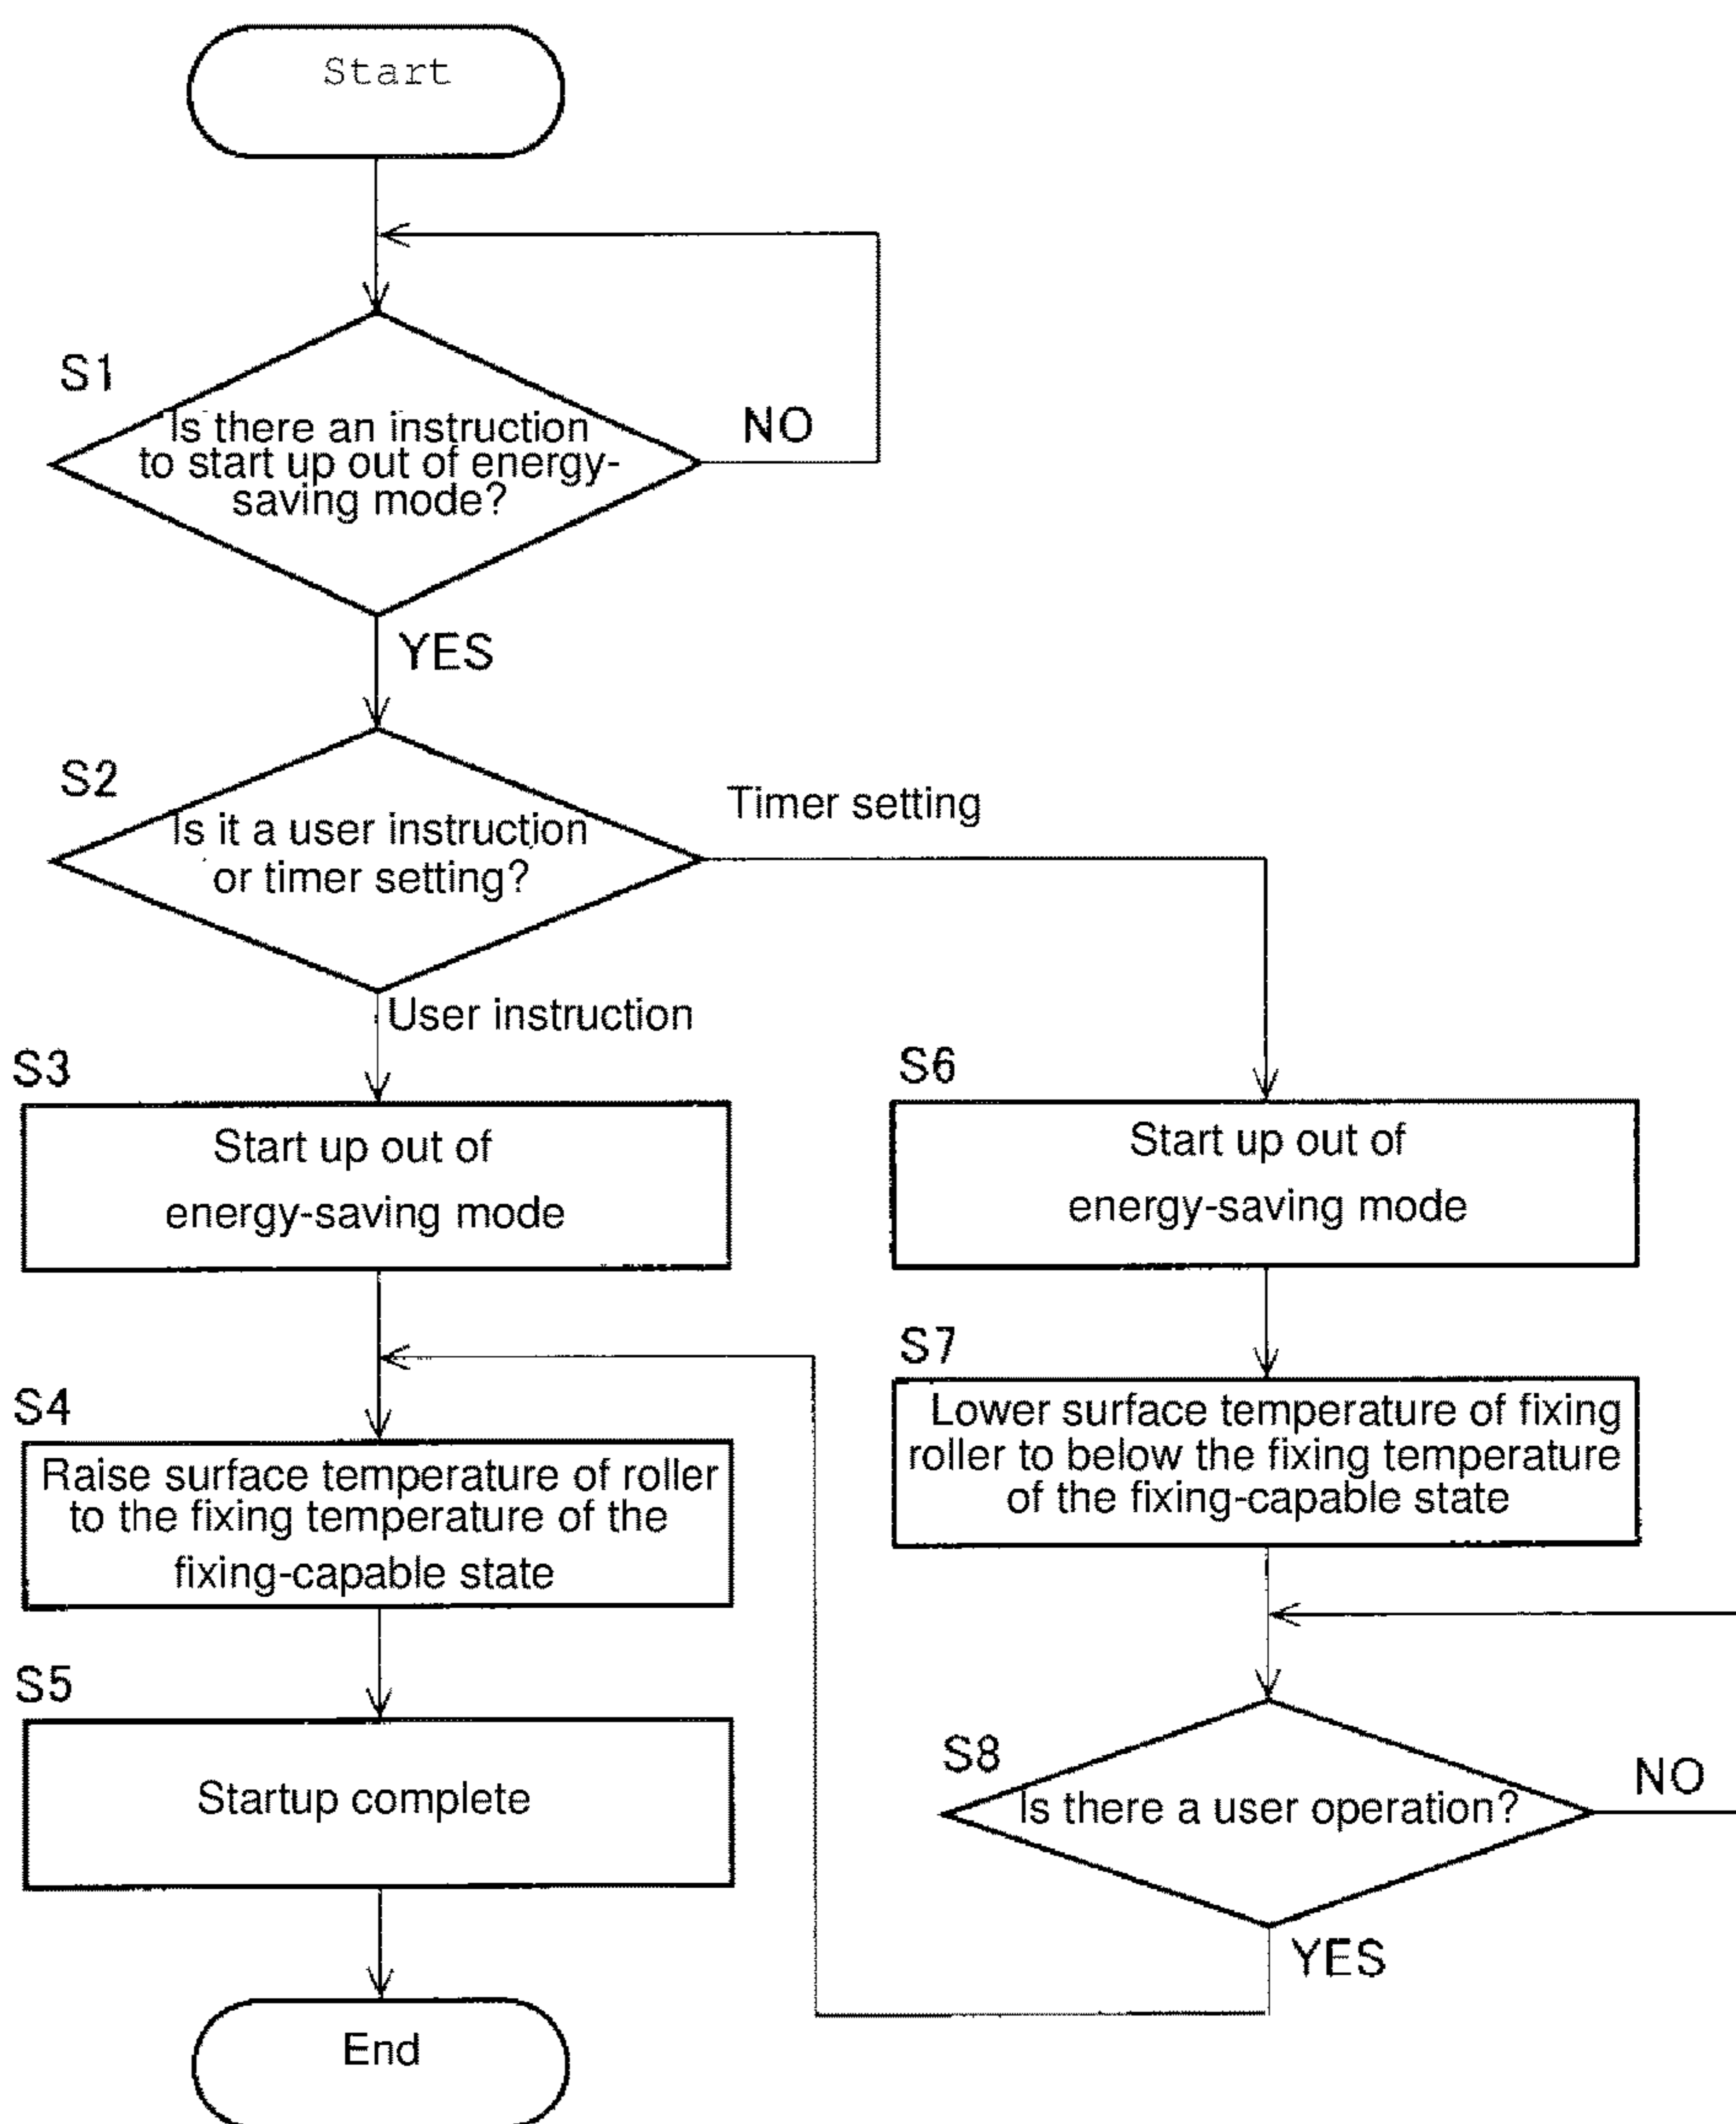 Start
S1
Is there an instruction
to start up out of energy-
saving mode?
NO
YES
S2
Is it a user instruction
or timer setting?
Timer setting
User instruction
S3
Start up out of
energy-saving mode
S4
Raise surface temperature of roller
to the fixing temperature of the
fixing-capable state
S5
Startup complete
End
S6
Start up out of
energy-saving mode
S7
Lower surface temperature of fixing
roller to below the fixing temperature
of the fixing-capable state
S8
Is there a user operation?
NO
YES